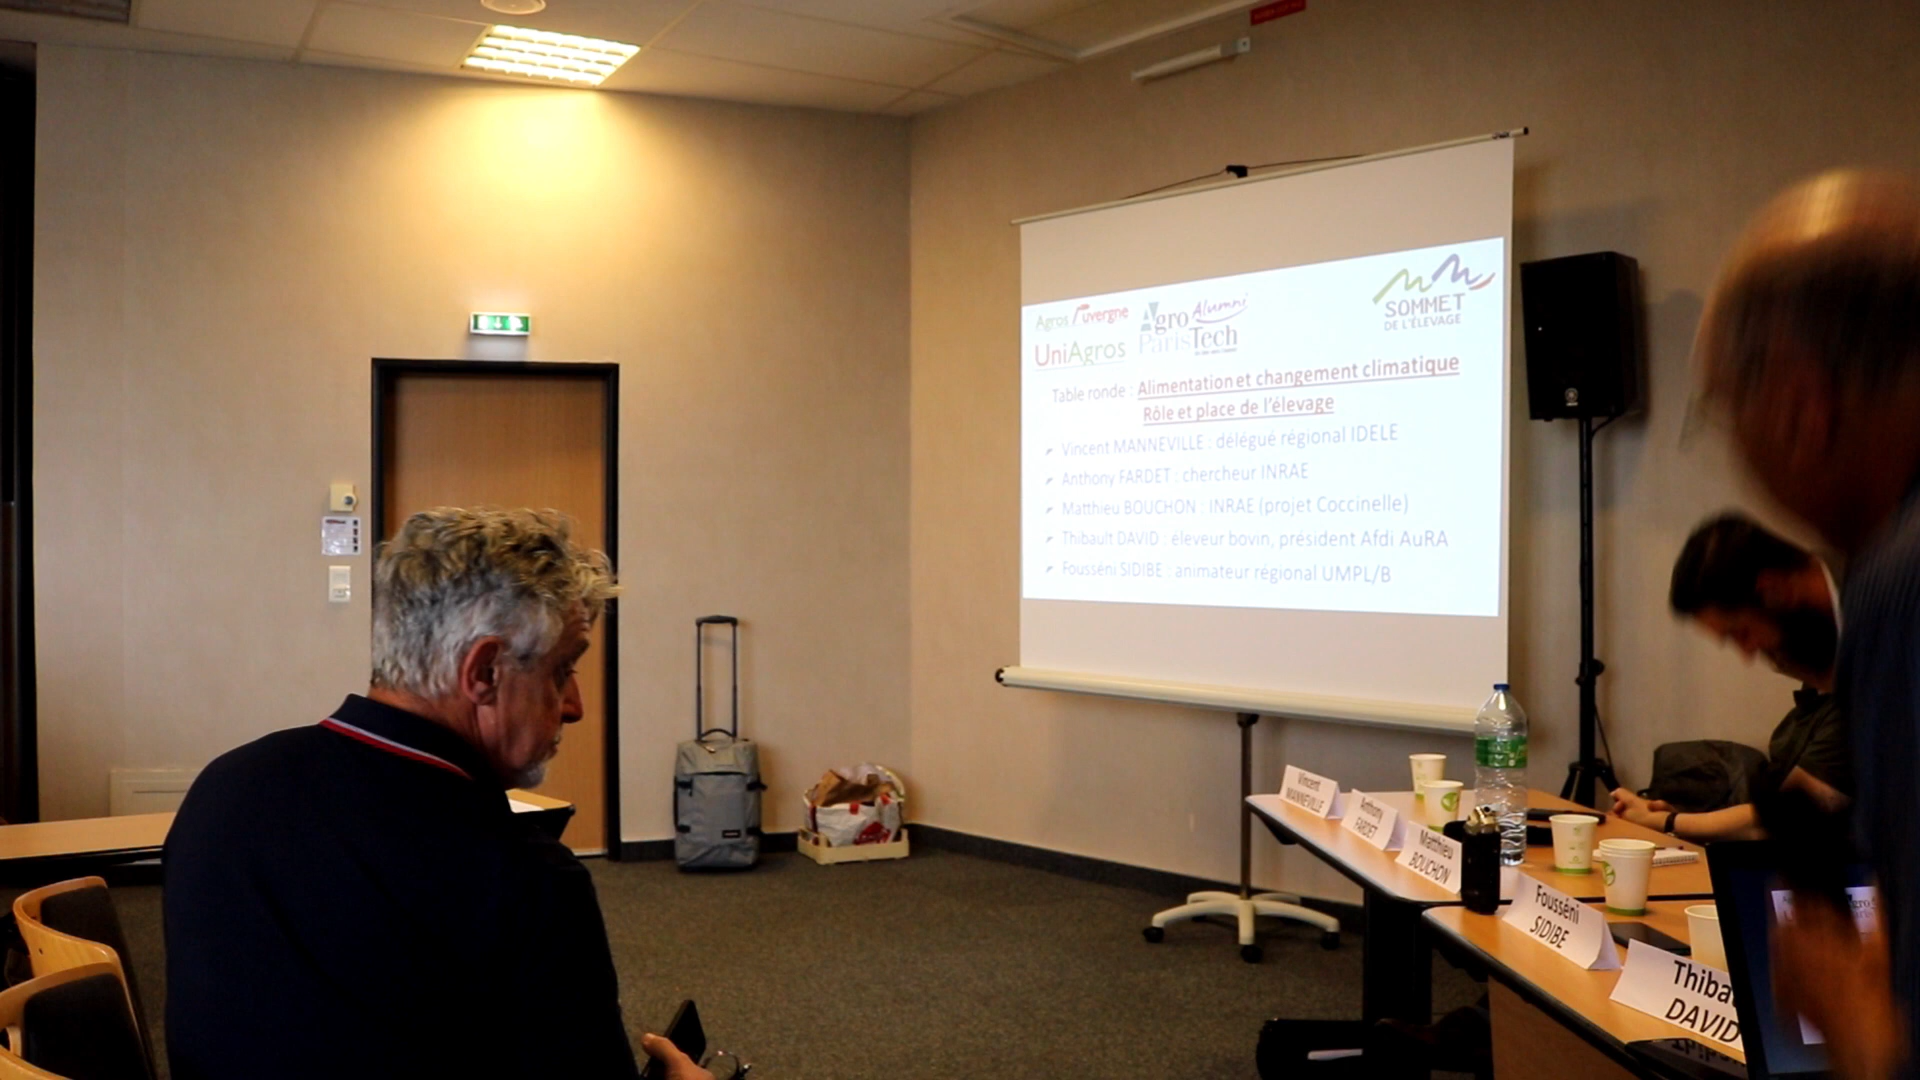 Agros Auvergne
UniAgros
Agro Alumni
ParisTech
SOMMET
DE L'ÉLEVAGE
Table ronde : Alimentation et changement climatique
Rôle et place de l'élevage
Vincent MANNEVILLE : délégué régional IDELE
Anthony FARDET : chercheur INRAE
Matthieu BOUCHON : INRAE (projet Coccinelle)
Thibault DAVID : éleveur bovin, président Afdi AuRA
Fousséni SIDIBE : animateur régional UMPL/B
Vincent
MANNEVILLE
Anthony
FARDET
Matthieu
BOUCHON
Fousséni
SIDIBE
Thiba
DAVID